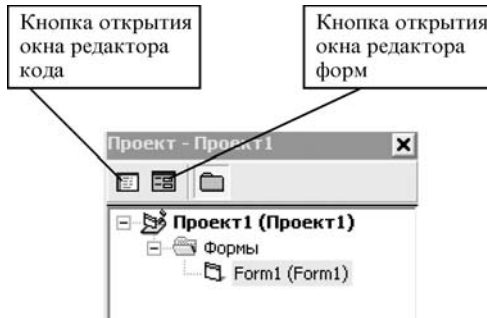 Кнопка открытия
окна редактора
кода
Кнопка открытия
окна редактора
форм
Проект - Проект1
Проект1 (Проект1)
Формы
Form1 (Form1)